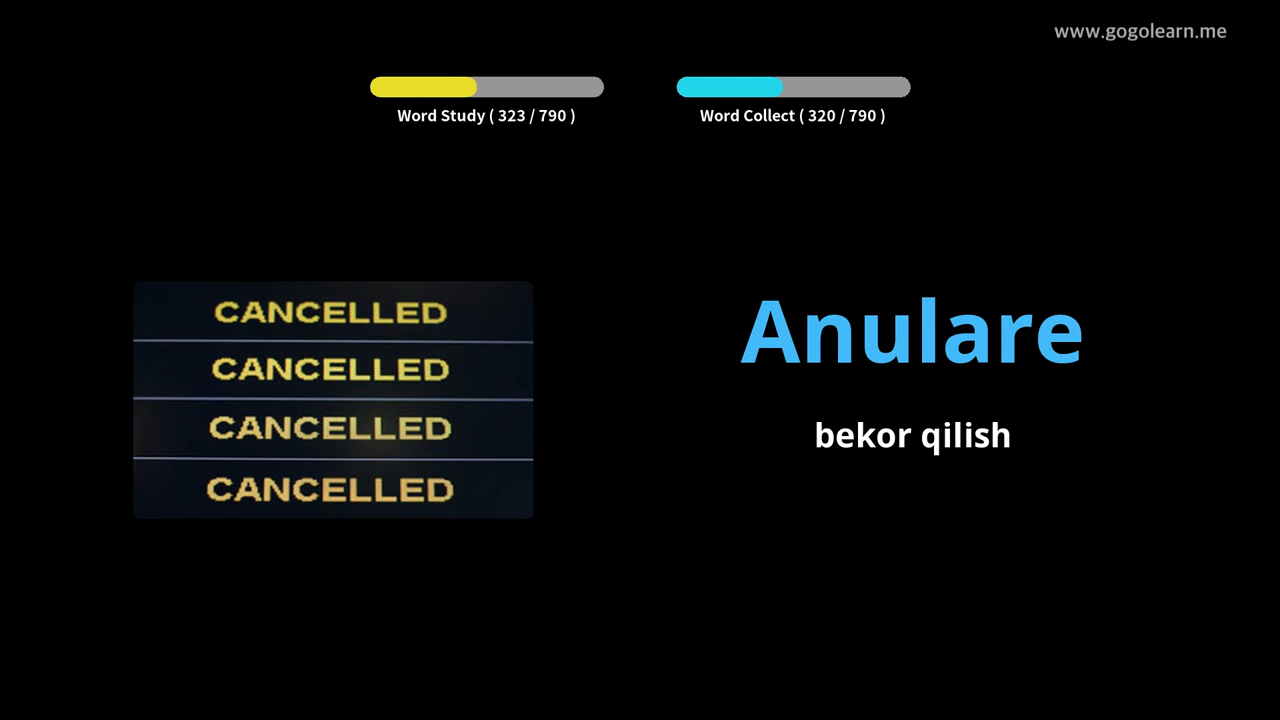 www.gogolearn.me
Word Study ( 323 / 790 )
Word Collect ( 320 / 790 )
CANCELLED
CANCELLED
CANCELLED
CANCELLED
Anulare
bekor qilish